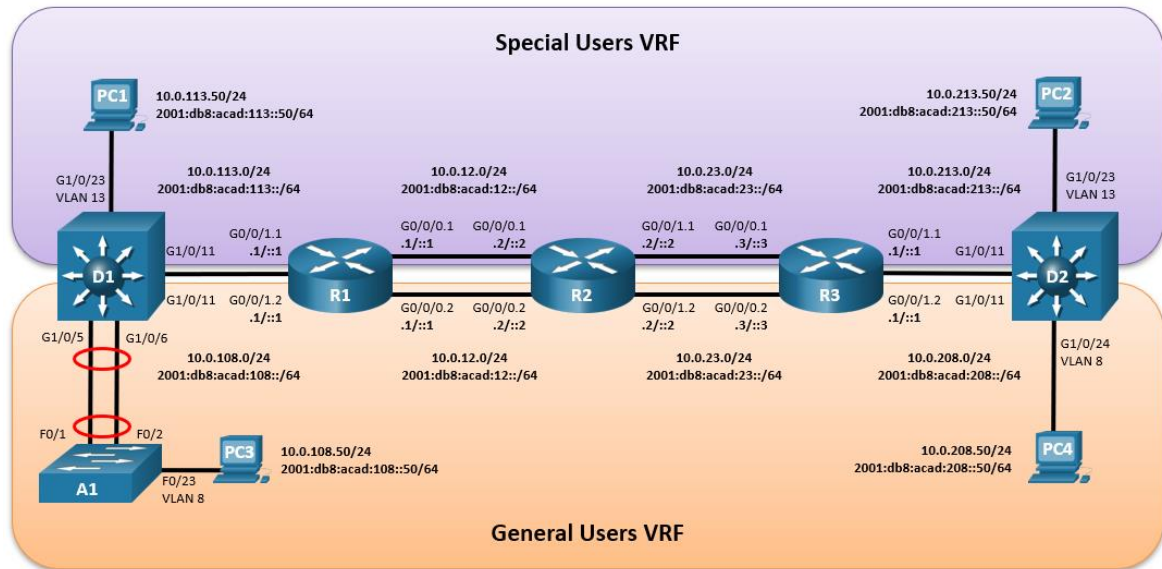 Special Users VRF
PC1
10.0.113.50/24
2001:db8:acad:113::50/64
10.0.213.50/24
2001:db8:acad:213::50/64
PC2
G1/0/23
VLAN 13
10.0.113.0/24
2001:db8:acad:113::/64
10.0.12.0/24
2001:db8:acad:12::/64
10.0.23.0/24
2001:db8:acad:23::/64
10.0.213.0/24
2001:db8:acad:213::/64
G1/0/23
VLAN 13
D1
G1/0/11
G0/0/1.1
.1/::1
R1
G0/0/0.1
.1/::1
G0/0/0.1
.2/::2
R2
G0/0/1.1
.2/::2
G0/0/0.1
.3/::3
R3
G0/0/1.1
.1/::1
G1/0/11
D2
G1/0/11
G0/0/1.2
.1/::1
G0/0/0.2
.1/::1
G0/0/0.2
.2/::2
G0/0/1.2
.2/::2
G0/0/0.2
.3/::3
G0/0/1.2
.1/::1
G1/0/11
G1/0/5
G1/0/6
10.0.108.0/24
2001:db8:acad:108::/64
10.0.12.0/24
2001:db8:acad:12::/64
10.0.23.0/24
2001:db8:acad:23::/64
10.0.208.0/24
2001:db8:acad:208::/64
G1/0/24
VLAN 8
F0/1
F0/2
A1
F0/23
VLAN 8
PC3
10.0.108.50/24
2001:db8:acad:108::50/64
10.0.208.50/24
2001:db8:acad:208::50/64
PC4
General Users VRF